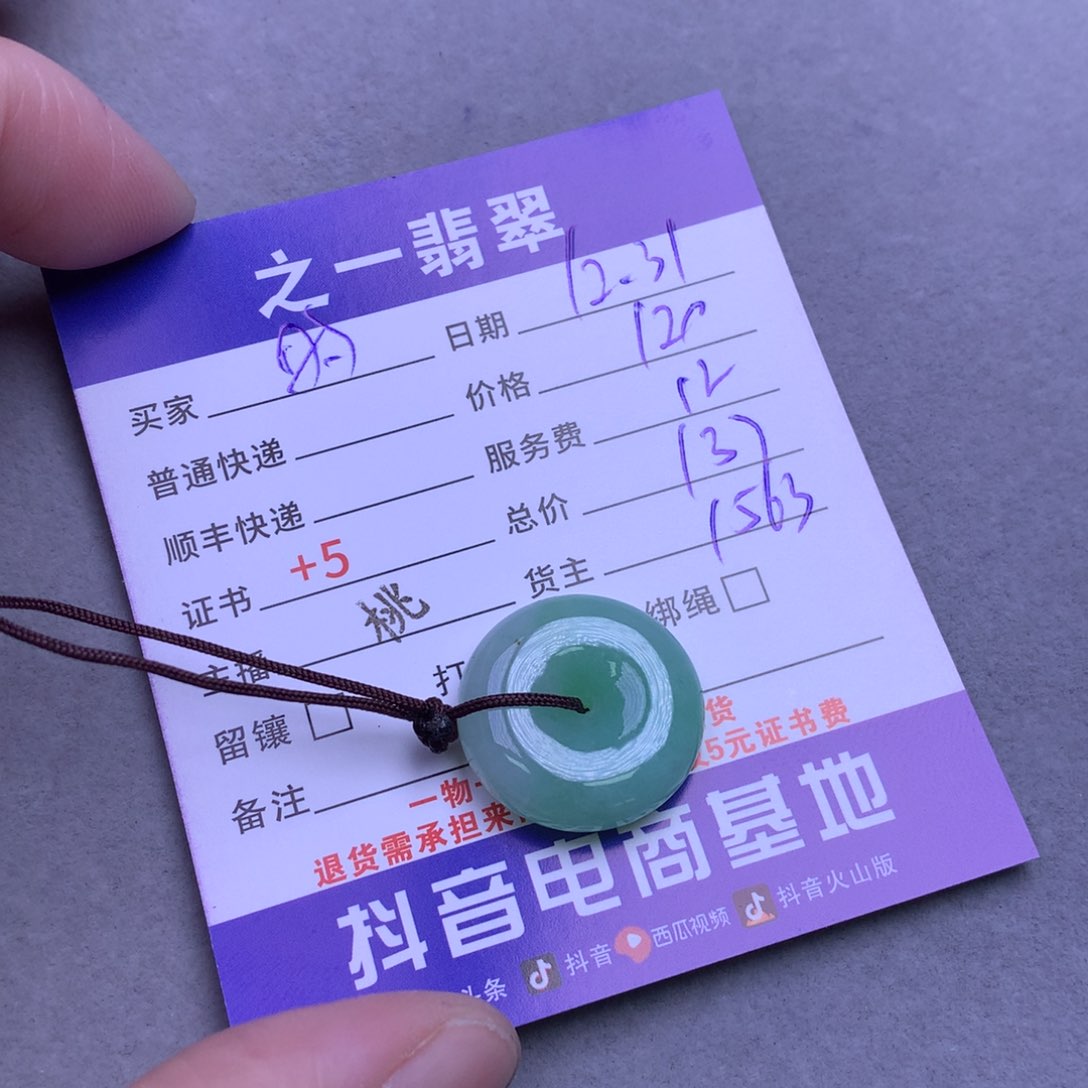 之一翡翠
买家 日期 12.31
普通快递 价格 120
顺丰快递 服务费 12
证书 +5 总价 137
主播 桃 货主 1563
留镶 □ 打 绑绳 □
备注
一物一 货
退货需承担来 5元证书费
抖音电商基地
头条 抖音 西瓜视频 抖音火山版